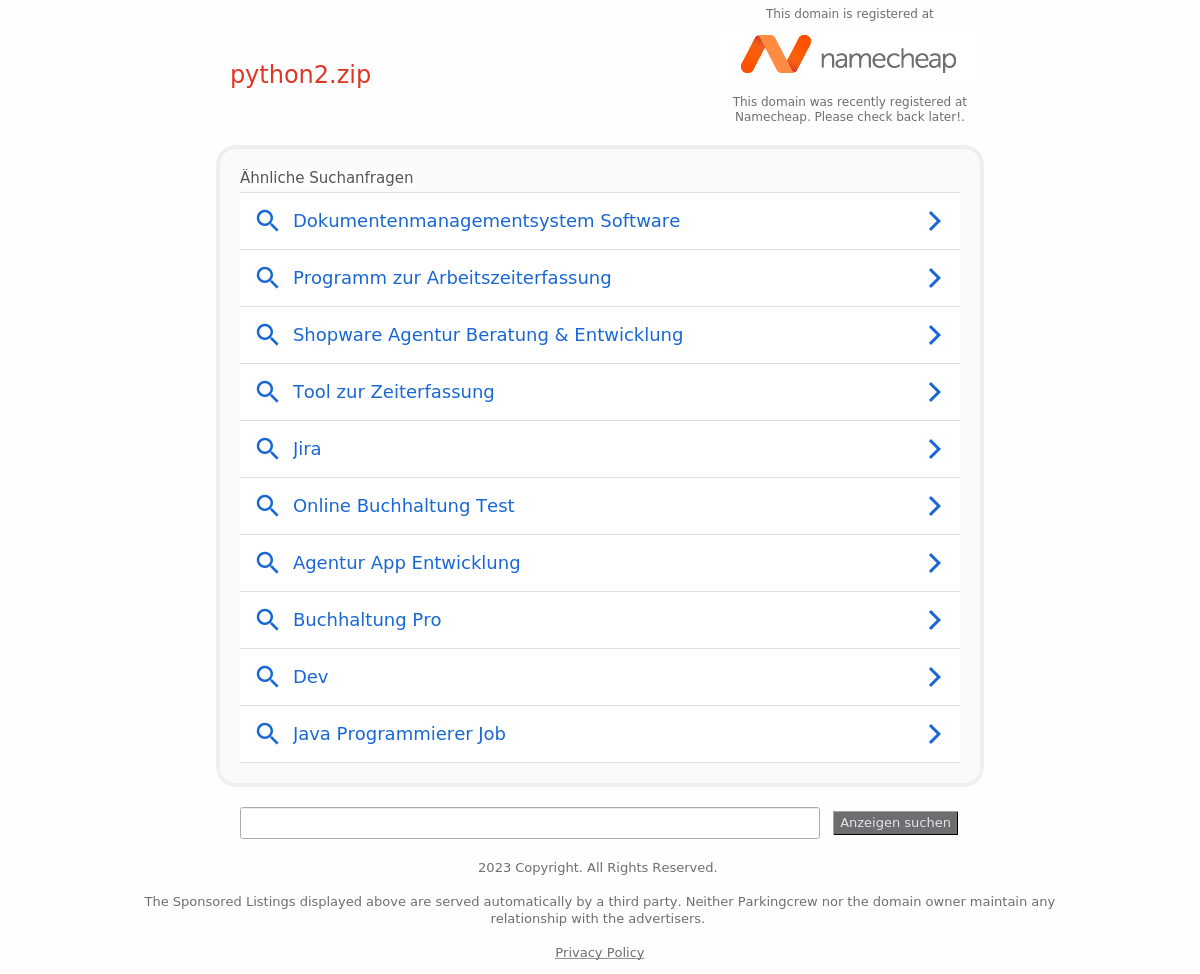 This domain is registered at
namecheap
python2.zip
This domain was recently registered at
Namecheap. Please check back later!.
Ähnliche Suchanfragen
Dokumentenmanagementsystem Software
Programm zur Arbeitszeiterfassung
Shopware Agentur Beratung & Entwicklung
Tool zur Zeiterfassung
Jira
Online Buchhaltung Test
Agentur App Entwicklung
Buchhaltung Pro
Dev
Java Programmierer Job
Anzeigen suchen
2023 Copyright. All Rights Reserved.
The Sponsored Listings displayed above are served automatically by a third party. Neither Parkingcrew nor the domain owner maintain any
relationship with the advertisers.
Privacy Policy